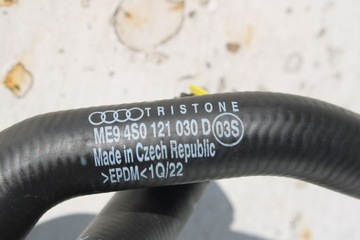 TRISTONE
ME9 4S0 121 030 D 03S
Made in Czech Republic
>EPDM< 1Q/22